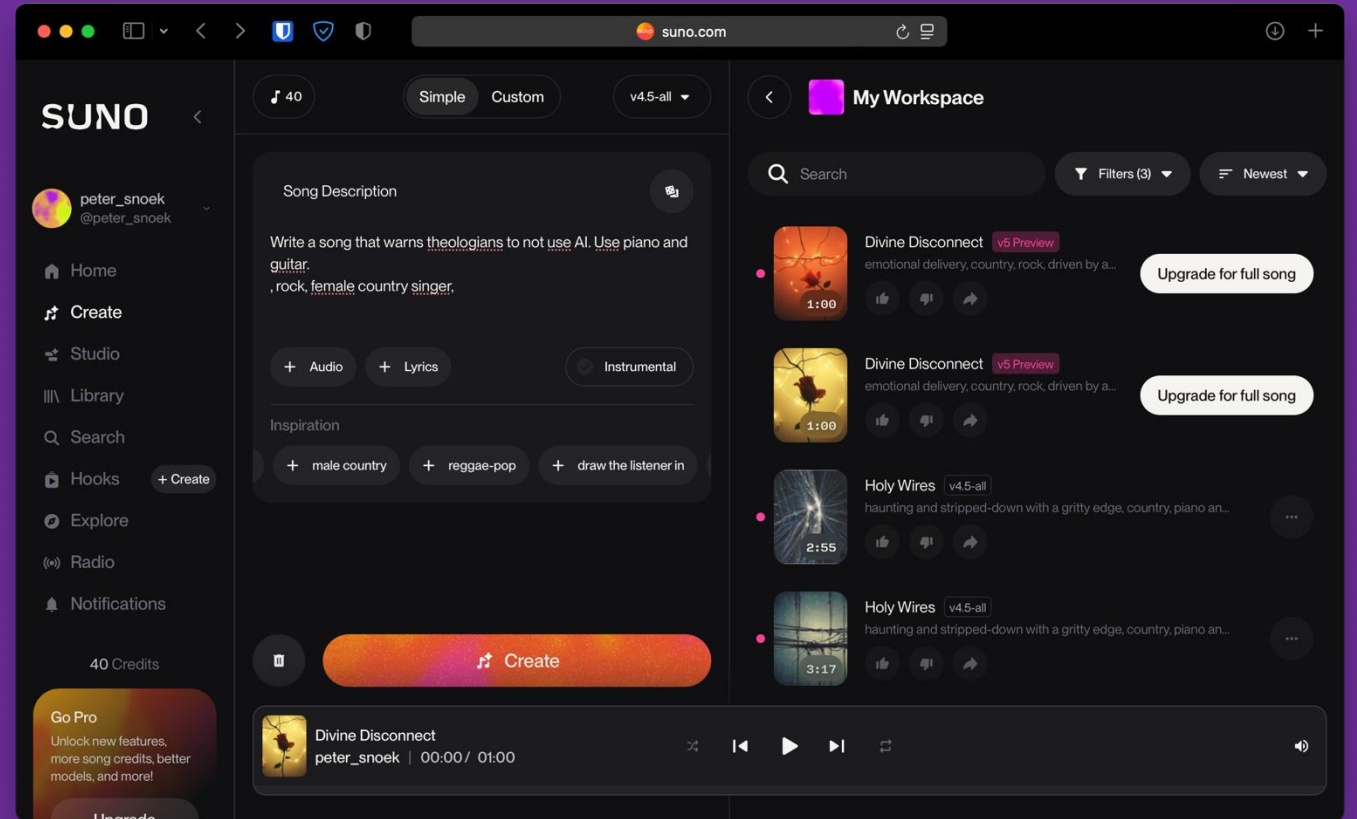 suno.com
SUNO
peter_snoek
@peter_snoek
Home
Create
Studio
Library
Search
Hooks
+ Create
Explore
Radio
Notifications
40 Credits
Go Pro
Unlock new features,
more song credits, better
models, and more!
Upgrade
40
Simple
Custom
v4.5-all
Song Description
Write a song that warns theologians to not use AI. Use piano and
guitar.
, rock, female country singer,
+ Audio
+ Lyrics
Instrumental
Inspiration
+ male country
+ reggae-pop
+ draw the listener in
Create
My Workspace
Search
Filters (3)
Newest
Divine Disconnect v5 Preview
emotional delivery, country, rock, driven by a...
Upgrade for full song
1:00
Divine Disconnect v5 Preview
emotional delivery, country, rock, driven by a...
Upgrade for full song
1:00
Holy Wires v4.5-all
haunting and stripped-down with a gritty edge, country, piano an...
2:55
Holy Wires v4.5-all
haunting and stripped-down with a gritty edge, country, piano an...
3:17
Divine Disconnect
peter_snoek | 00:00 / 01:00